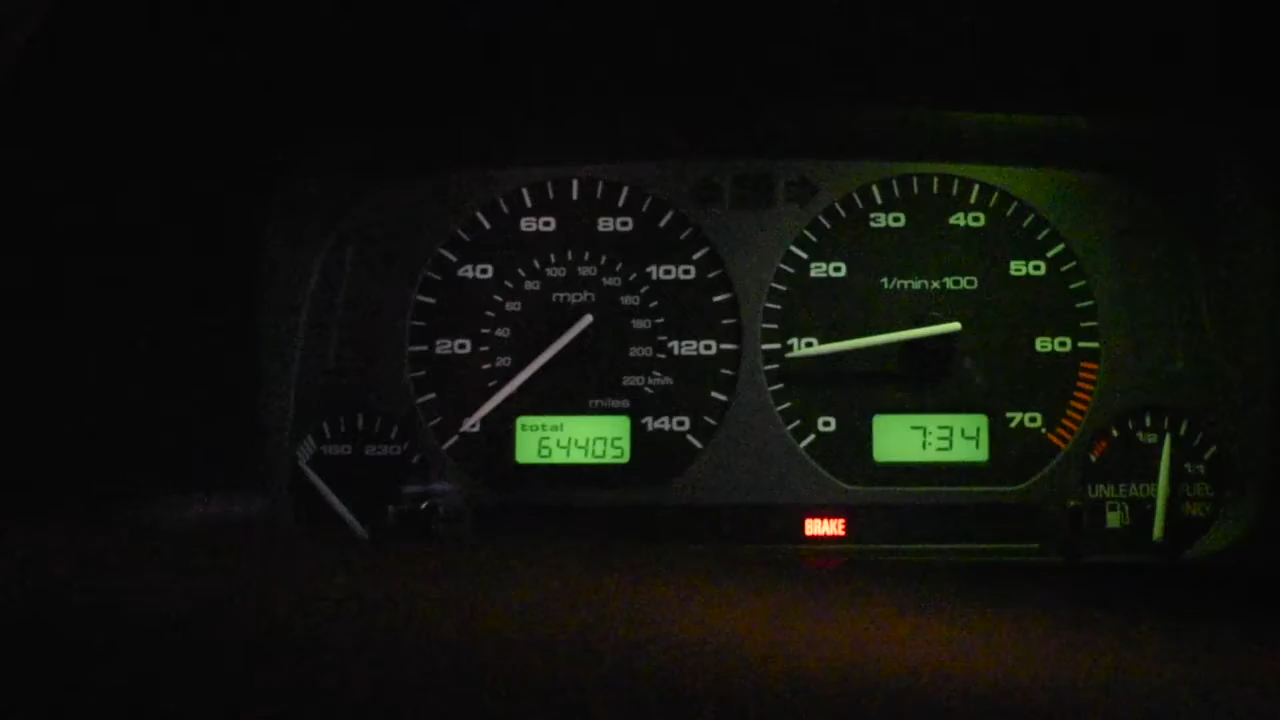 60 80
40 100
20 120
0 140
100 120
80 140
60 160
40 180
20 200
220 km/h
mph
miles
total
64405
30 40
20 50
10 60
0 70
1/min x 100
7:34
160 230
BRAKE
1/2
1/1
UNLEADED FUEL